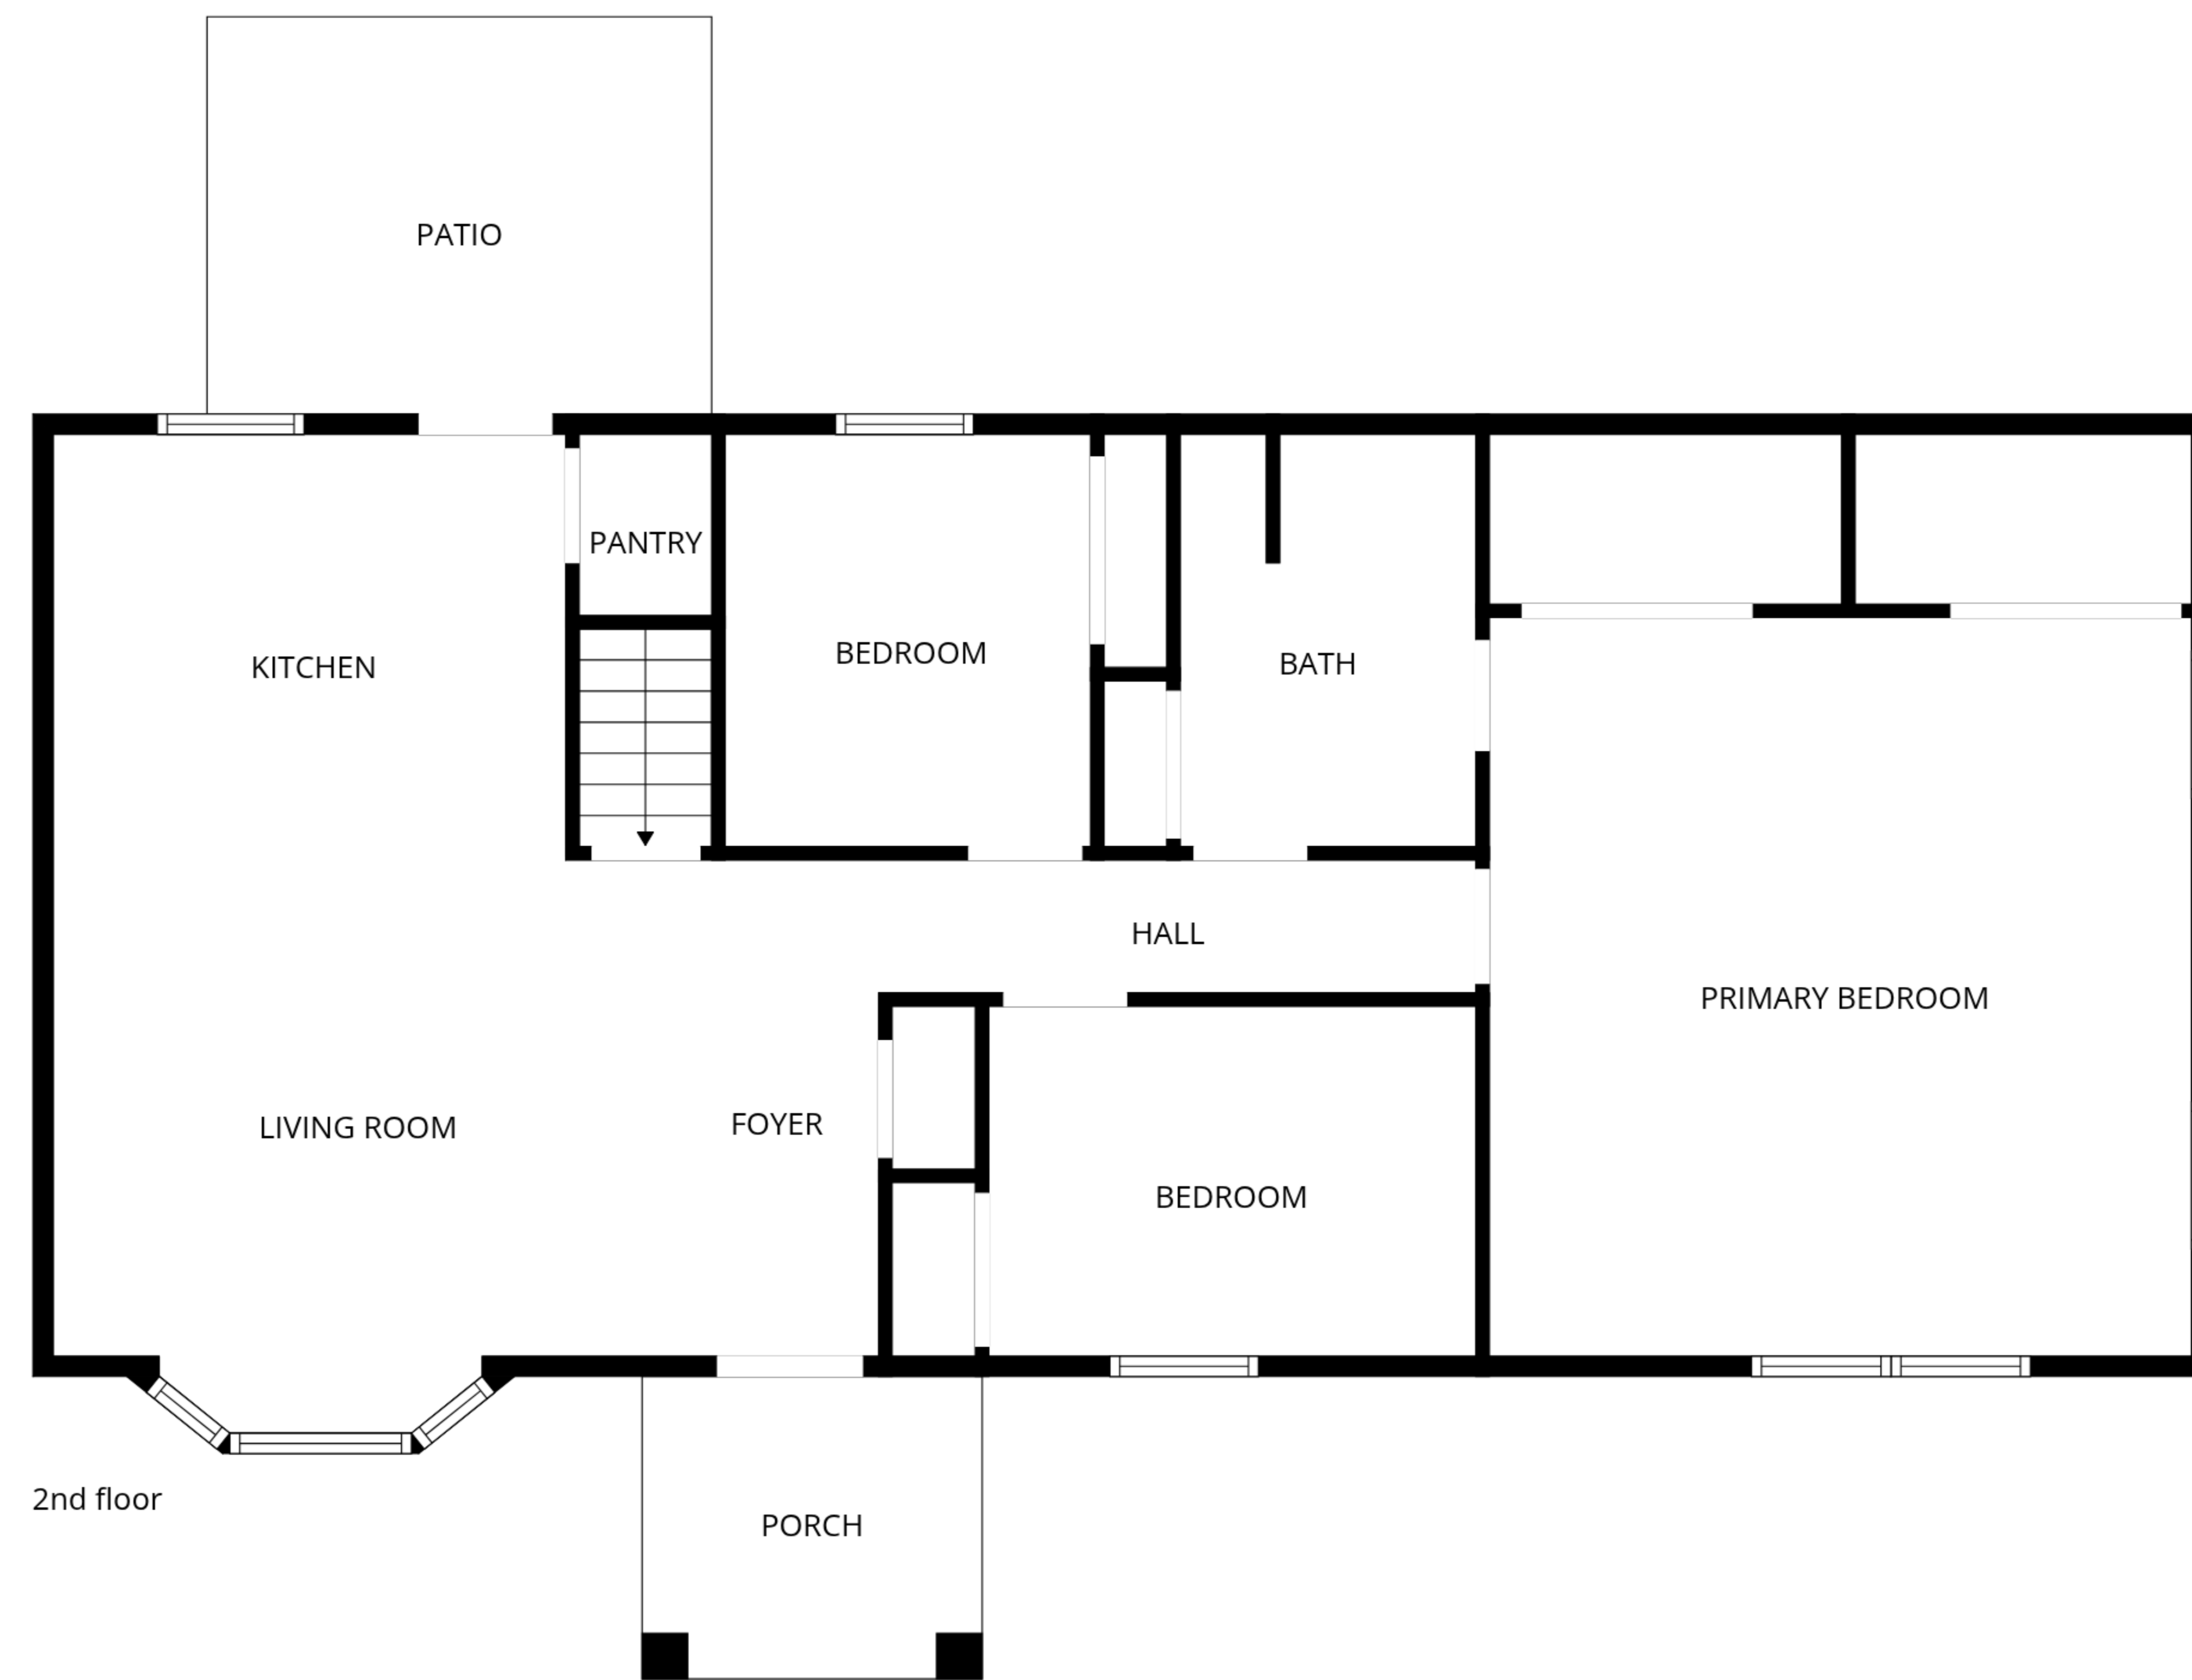 PATIO
PANTRY
KITCHEN
BEDROOM
BATH
HALL
PRIMARY BEDROOM
LIVING ROOM
FOYER
BEDROOM
2nd floor
PORCH